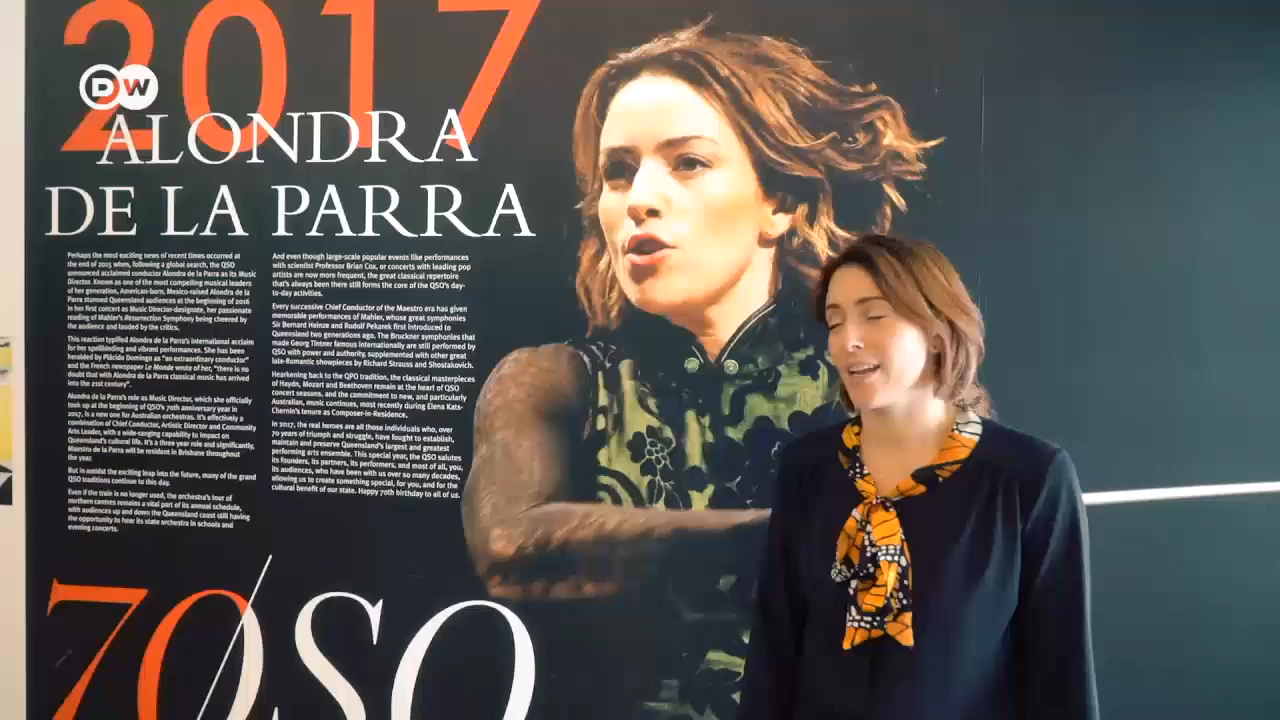 2017
DW
ALONDRA
DE LA PARRA
Perhaps the most exciting news of recent times occurred at
the end of 2015 when, following a global search, the QSO
announced acclaimed conductor Alondra de la Parra as its Music
Director. Known as one of the most compelling musical leaders
of her generation, American-born, Mexico-raised Alondra de la
Parra stunned Queensland audiences at the beginning of 2016
in her first concert as Music Director-designate, her passionate
reading of Mahler's Resurrection Symphony being cheered by
the audience and lauded by the critics.
This reaction typified Alondra de la Parra's international acclaim
for her spellbinding and vibrant performances. She has been
heralded by Plácido Domingo as "an extraordinary conductor"
and the French newspaper Le Monde wrote of her, "there is no
doubt that with Alondra de la Parra classical music has arrived
into the 21st century".
Alondra de la Parra's role as Music Director, which she officially
took up at the beginning of QSO's 70th anniversary year in
2017, is a new one for Australian orchestras. It's effectively a
combination of Chief Conductor, Artistic Director and Community
Arts Leader, with a wide-ranging capability to impact on
Queensland's cultural life. It's a three year role and significantly,
Maestro de la Parra will be resident in Brisbane throughout
the year.
But in amidst the exciting leap into the future, many of the grand
QSO traditions continue to this day.
Even if the train is no longer used, the orchestra's tour of
northern centres remains a vital part of its annual schedule,
with audiences up and down the Queensland coast still having
the opportunity to hear its state orchestra in schools and
evening concerts.
And even though large-scale popular events like performances
with scientist Professor Brian Cox, or concerts with leading pop
artists are now more frequent, the great classical repertoire
that's always been there still forms the core of the QSO's day-
to-day activities.
Every successive Chief Conductor of the Maestro era has given
memorable performances of Mahler, whose great symphonies
Sir Bernard Heinze and Rudolf Pekarek first introduced to
Queensland two generations ago. The Bruckner symphonies that
made Georg Tintner famous internationally are still performed by
QSO with power and authority, supplemented with other great
late-Romantic showpieces by Richard Strauss and Shostakovich.
Hearkening back to the QPO tradition, the classical masterpieces
of Haydn, Mozart and Beethoven remain at the heart of QSO
concert seasons, and the commitment to new, and particularly
Australian, music continues, most recently during Elena Kats-
Chernin's tenure as Composer-in-Residence.
In 2017, the real heroes are all those individuals who, over
70 years of triumph and struggle, have fought to establish,
maintain and preserve Queensland's largest and greatest
performing arts ensemble. This special year, the QSO salutes
its founders, its partners, its performers, and most of all, you,
its audiences, who have been with us over so many decades,
allowing us to create something special, for you, and for the
cultural benefit of our state. Happy 70th birthday to all of us.
70/QSO